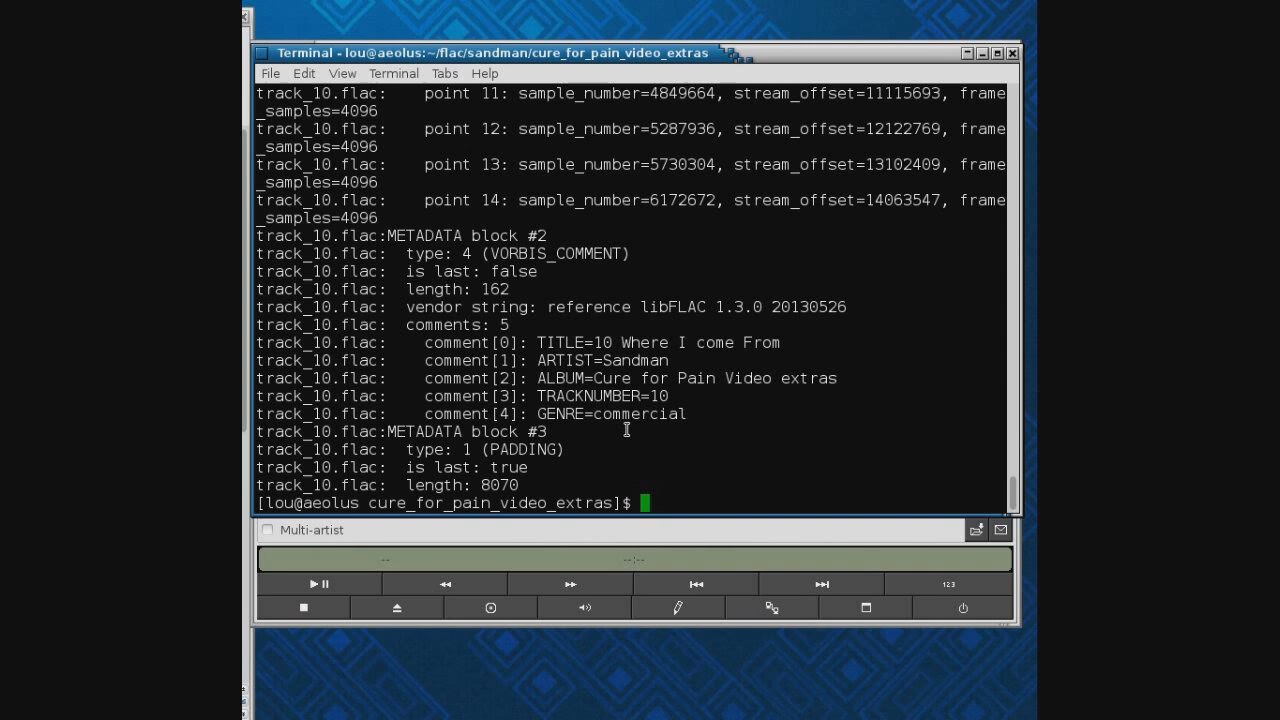 Terminal - lou@aeolus:~/flac/sandman/cure_for_pain_video_extras
File Edit View Terminal Tabs Help
track_10.flac:    point 11: sample_number=4849664, stream_offset=11115693, frame
_samples=4096
track_10.flac:    point 12: sample_number=5287936, stream_offset=12122769, frame
_samples=4096
track_10.flac:    point 13: sample_number=5730304, stream_offset=13102409, frame
_samples=4096
track_10.flac:    point 14: sample_number=6172672, stream_offset=14063547, frame
_samples=4096
track_10.flac:METADATA block #2
track_10.flac:  type: 4 (VORBIS_COMMENT)
track_10.flac:  is last: false
track_10.flac:  length: 162
track_10.flac:  vendor string: reference libFLAC 1.3.0 20130526
track_10.flac:  comments: 5
track_10.flac:    comment[0]: TITLE=10 Where I come From
track_10.flac:    comment[1]: ARTIST=Sandman
track_10.flac:    comment[2]: ALBUM=Cure for Pain Video extras
track_10.flac:    comment[3]: TRACKNUMBER=10
track_10.flac:    comment[4]: GENRE=commercial
track_10.flac:METADATA block #3
track_10.flac:  type: 1 (PADDING)
track_10.flac:  is last: true
track_10.flac:  length: 8070
[lou@aeolus cure_for_pain_video_extras]$
Multi-artist
-- --:--
123